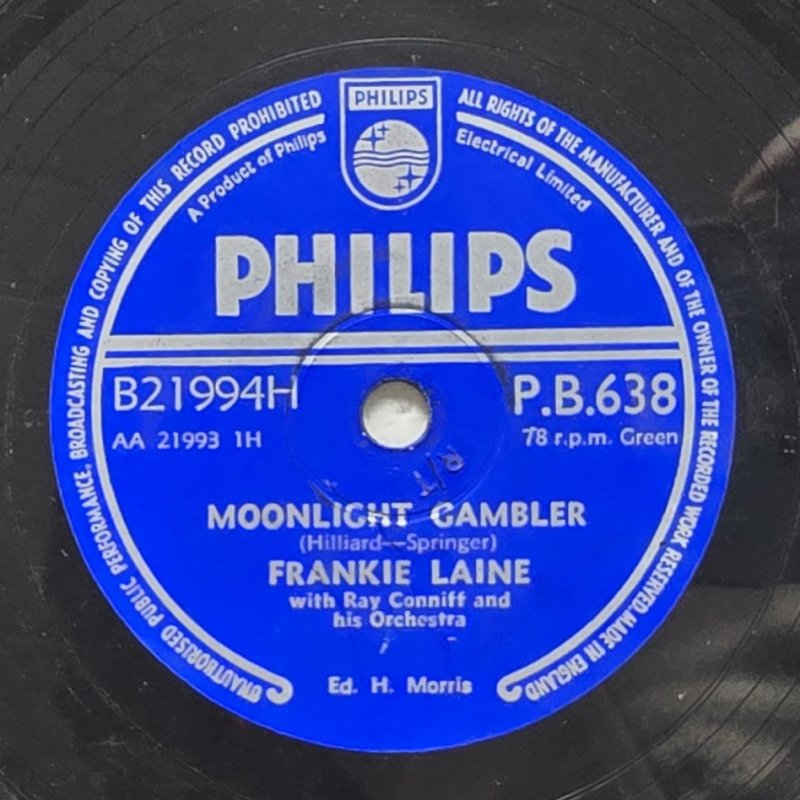 PHILIPS
UNAUTHORISED PUBLIC PERFORMANCE, BROADCASTING AND COPYING OF THIS RECORD PROHIBITED
ALL RIGHTS OF THE MANUFACTURER AND OF THE OWNER OF THE RECORDED WORK RESERVED. MADE IN ENGLAND
A Product of Philips
Electrical Limited
PHILIPS
B21994H
P.B.638
AA 21993 1H
78 r.p.m. Green
R/T
MOONLIGHT GAMBLER
(Hilliard—Springer)
FRANKIE LAINE
with Ray Conniff and
his Orchestra
Ed. H. Morris